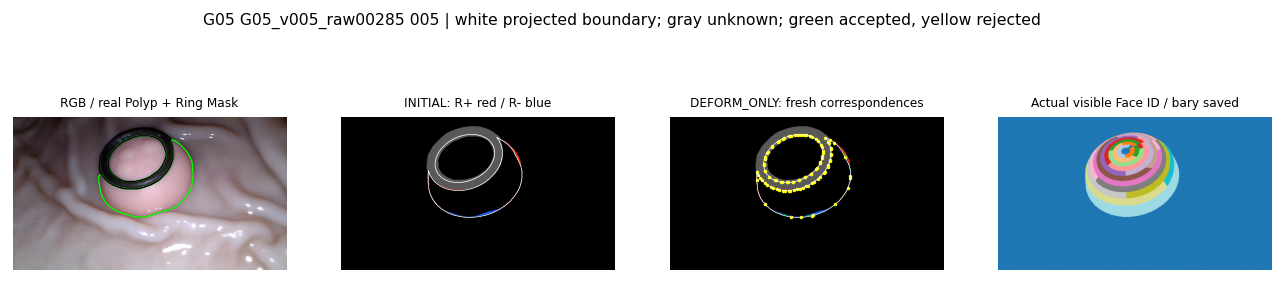 G05 G05_v005_raw00285 005 | white projected boundary; gray unknown; green accepted, yellow rejected
RGB / real Polyp + Ring Mask
INITIAL: R+ red / R- blue
DEFORM_ONLY: fresh correspondences
Actual visible Face ID / bary saved